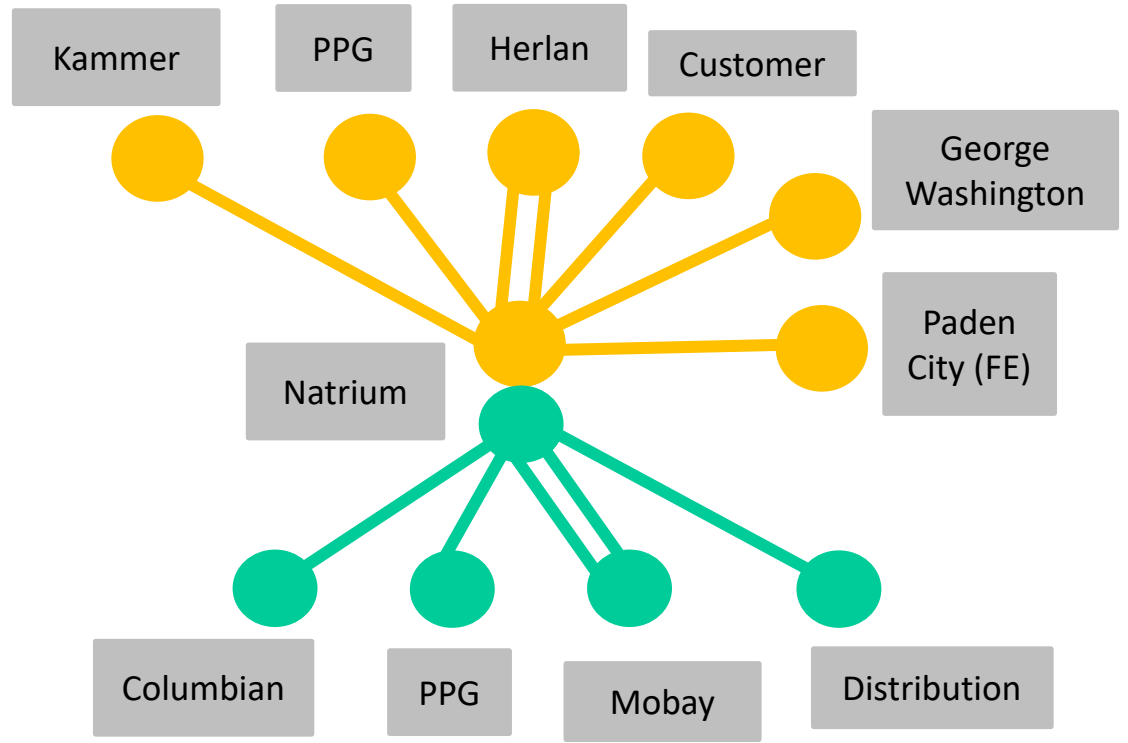 Kammer
PPG
Herlan
Customer
George
Washington
Paden
City (FE)
Natrium
Columbian
PPG
Mobay
Distribution